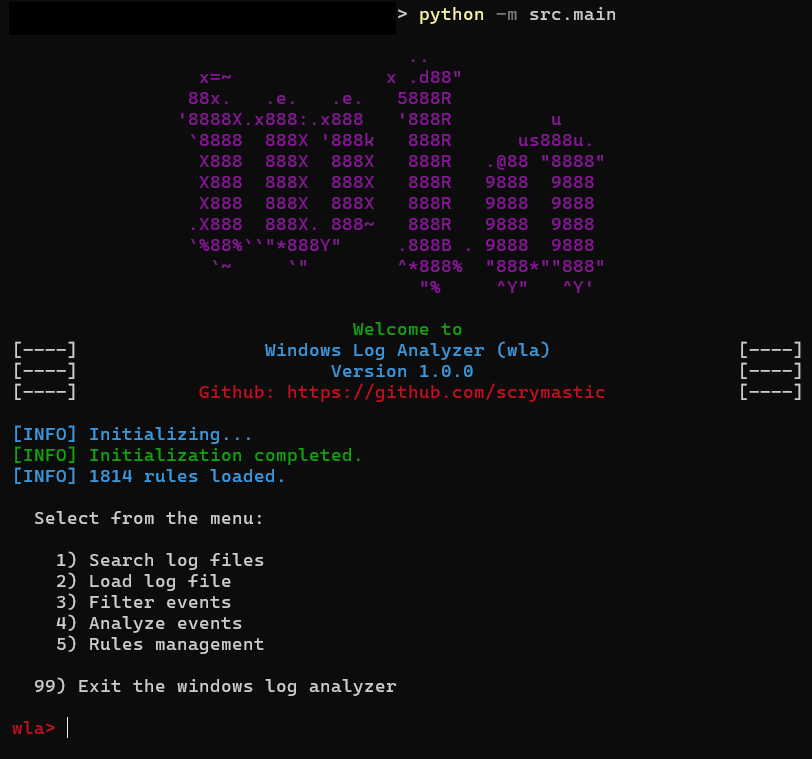 > python -m src.main
..
x=~ x .d88"
88x. .e. .e. 5888R
'8888X.x888:.x888 '888R u
`8888 888X '888k 888R us888u.
X888 888X 888X 888R .@88 "8888"
X888 888X 888X 888R 9888 9888
X888 888X 888X 888R 9888 9888
.X888 888X. 888~ 888R 9888 9888
`%88%``"*888Y" .888B . 9888 9888
`~ `" ^*888% "888*""888"
"% ^Y" ^Y'
Welcome to
[----] Windows Log Analyzer (wla) [----]
[----] Version 1.0.0 [----]
[----] Github: https://github.com/scrymastic [----]
[INFO] Initializing...
[INFO] Initialization completed.
[INFO] 1814 rules loaded.
Select from the menu:
1) Search log files
2) Load log file
3) Filter events
4) Analyze events
5) Rules management
99) Exit the windows log analyzer
wla>